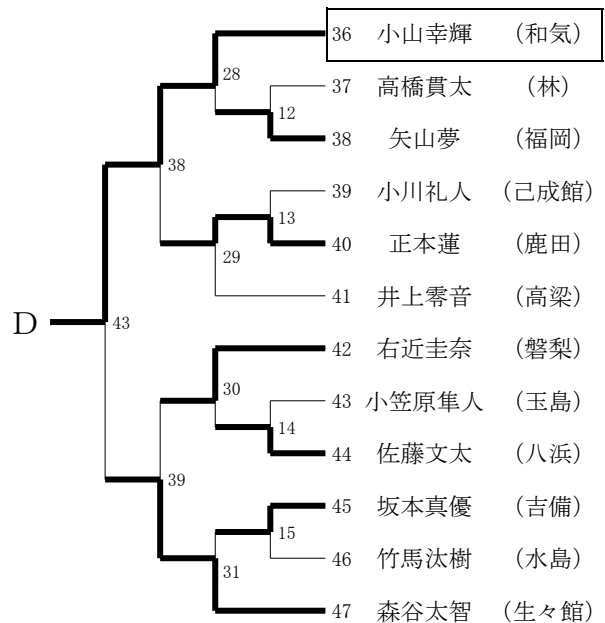 36 小山幸輝 （和気）
28
37 高橋貫太 （林）
12
38 矢山夢 （福岡）
38
39 小川礼人 （己成館）
13
40 正本蓮 （鹿田）
29
41 井上零音 （高梁）
D 43
42 右近圭奈 （磐梨）
30
43 小笠原隼人 （玉島）
14
44 佐藤文太 （八浜）
39
45 坂本真優 （吉備）
15
46 竹馬汰樹 （水島）
31
47 森谷太智 （生々館）